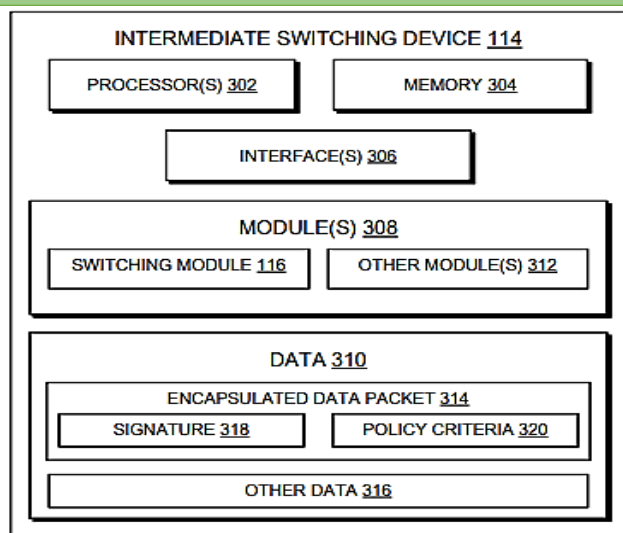 INTERMEDIATE SWITCHING DEVICE 114
PROCESSOR(S) 302 MEMORY 304
INTERFACE(S) 306
MODULE(S) 308
SWITCHING MODULE 116 OTHER MODULE(S) 312
DATA 310
ENCAPSULATED DATA PACKET 314
SIGNATURE 318 POLICY CRITERIA 320
OTHER DATA 316